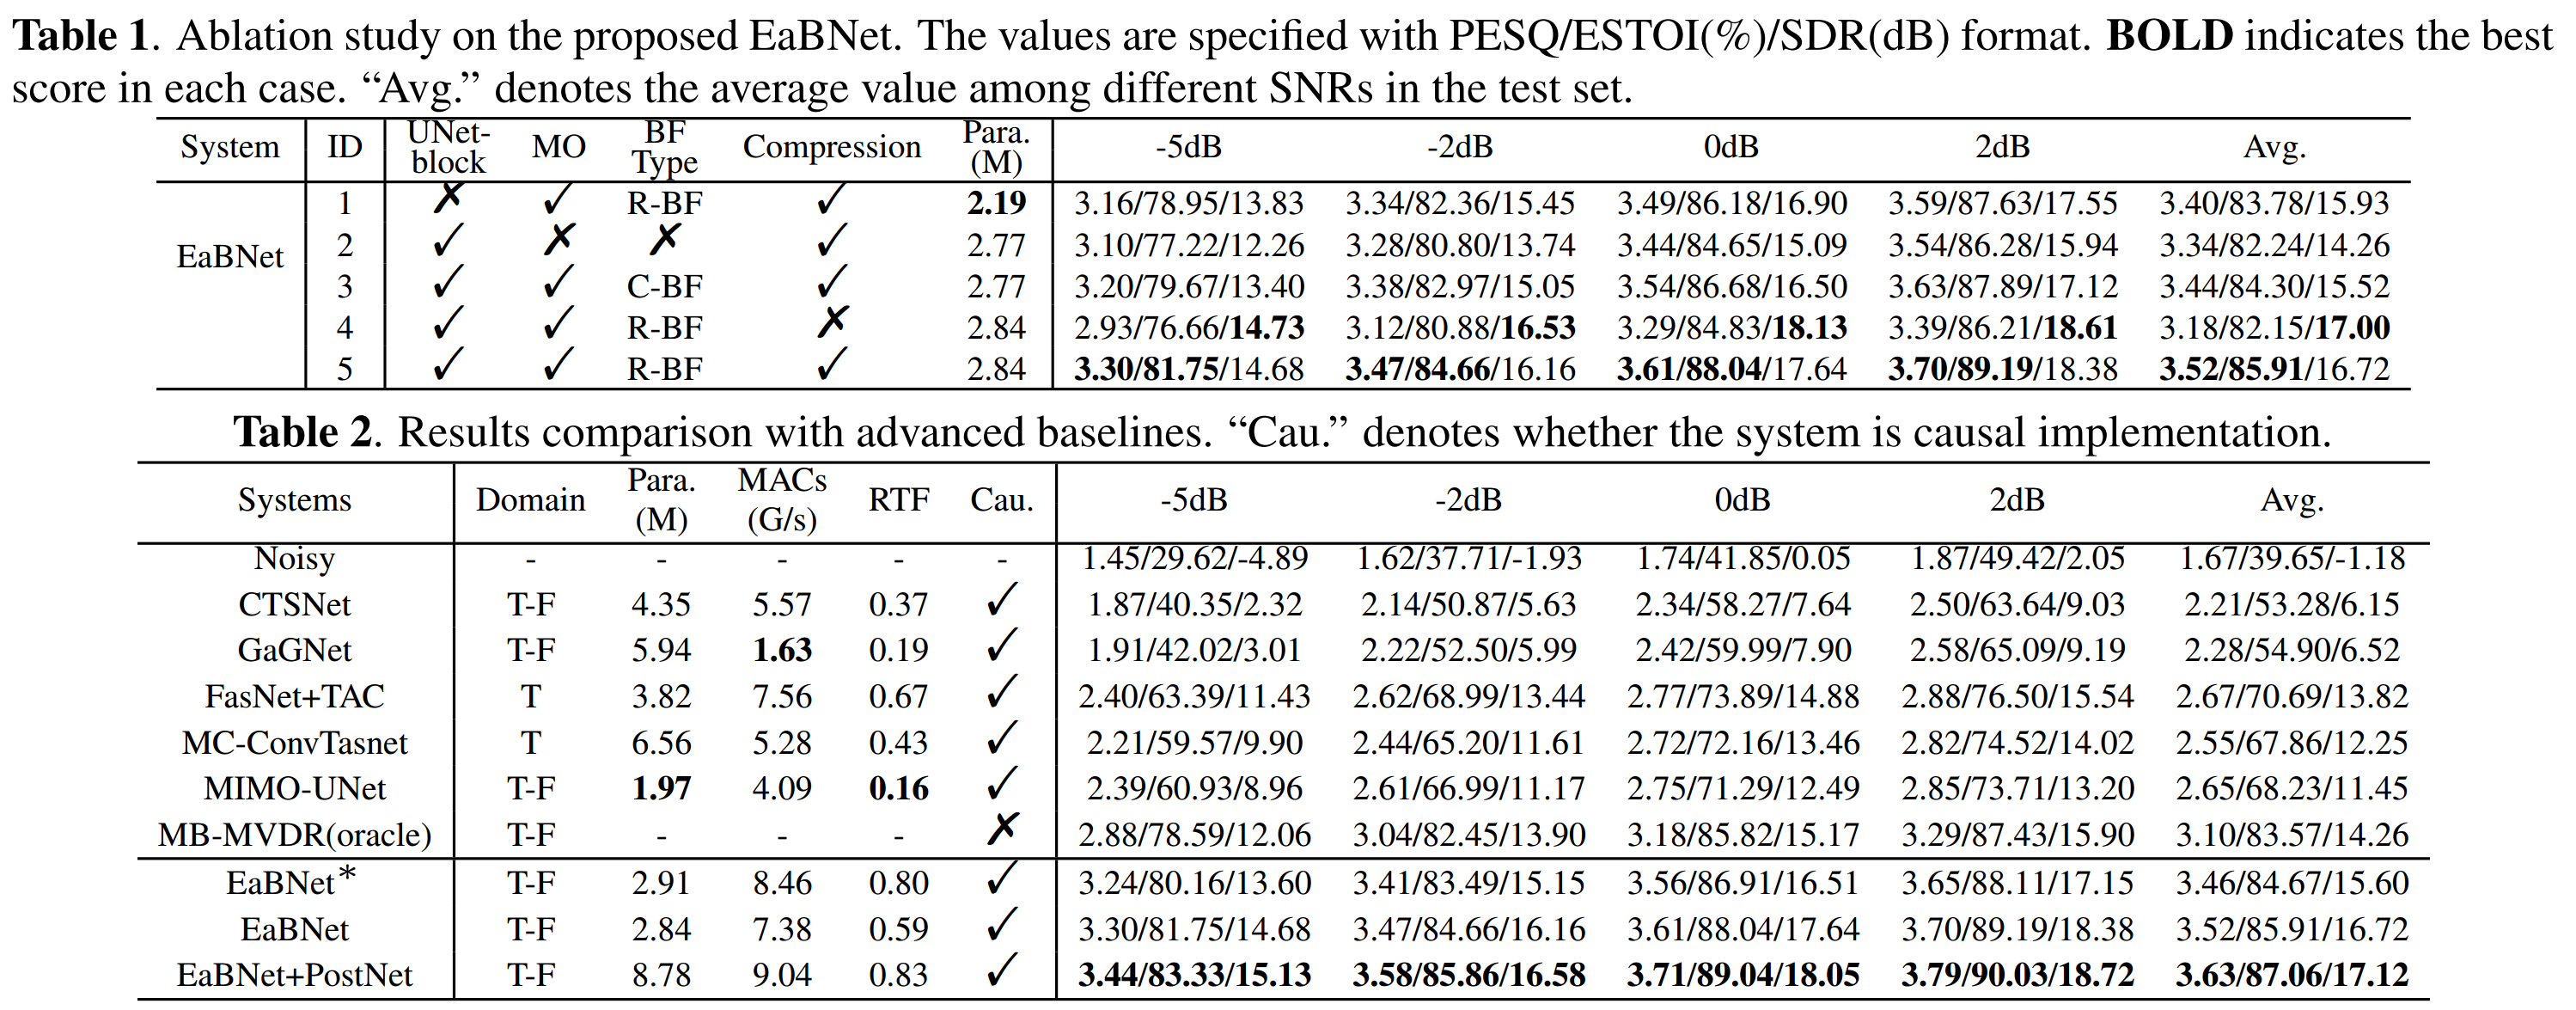 Table 1. Ablation study on the proposed EaBNet. The values are specified with PESQ/ESTOI(%)/SDR(dB) format. BOLD indicates the best
score in each case. “Avg.” denotes the average value among different SNRs in the test set.
System ID UNet-block MO BF Type Compression Para. (M) -5dB -2dB 0dB 2dB Avg.
EaBNet
1 ✗ ✓ R-BF ✓ 2.19 3.16/78.95/13.83 3.34/82.36/15.45 3.49/86.18/16.90 3.59/87.63/17.55 3.40/83.78/15.93
2 ✓ ✗ ✗ ✓ 2.77 3.10/77.22/12.26 3.28/80.80/13.74 3.44/84.65/15.09 3.54/86.28/15.94 3.34/82.24/14.26
3 ✓ ✓ C-BF ✓ 2.77 3.20/79.67/13.40 3.38/82.97/15.05 3.54/86.68/16.50 3.63/87.89/17.12 3.44/84.30/15.52
4 ✓ ✓ R-BF ✗ 2.84 2.93/76.66/14.73 3.12/80.88/16.53 3.29/84.83/18.13 3.39/86.21/18.61 3.18/82.15/17.00
5 ✓ ✓ R-BF ✓ 2.84 3.30/81.75/14.68 3.47/84.66/16.16 3.61/88.04/17.64 3.70/89.19/18.38 3.52/85.91/16.72
Table 2. Results comparison with advanced baselines. “Cau.” denotes whether the system is causal implementation.
Systems Domain Para. (M) MACs (G/s) RTF Cau. -5dB -2dB 0dB 2dB Avg.
Noisy - - - - - 1.45/29.62/-4.89 1.62/37.71/-1.93 1.74/41.85/0.05 1.87/49.42/2.05 1.67/39.65/-1.18
CTSNet T-F 4.35 5.57 0.37 ✓ 1.87/40.35/2.32 2.14/50.87/5.63 2.34/58.27/7.64 2.50/63.64/9.03 2.21/53.28/6.15
GaGNet T-F 5.94 1.63 0.19 ✓ 1.91/42.02/3.01 2.22/52.50/5.99 2.42/59.99/7.90 2.58/65.09/9.19 2.28/54.90/6.52
FasNet+TAC T 3.82 7.56 0.67 ✓ 2.40/63.39/11.43 2.62/68.99/13.44 2.77/73.89/14.88 2.88/76.50/15.54 2.67/70.69/13.82
MC-ConvTasnet T 6.56 5.28 0.43 ✓ 2.21/59.57/9.90 2.44/65.20/11.61 2.72/72.16/13.46 2.82/74.52/14.02 2.55/67.86/12.25
MIMO-UNet T-F 1.97 4.09 0.16 ✓ 2.39/60.93/8.96 2.61/66.99/11.17 2.75/71.29/12.49 2.85/73.71/13.20 2.65/68.23/11.45
MB-MVDR(oracle) T-F - - - ✗ 2.88/78.59/12.06 3.04/82.45/13.90 3.18/85.82/15.17 3.29/87.43/15.90 3.10/83.57/14.26
EaBNet* T-F 2.91 8.46 0.80 ✓ 3.24/80.16/13.60 3.41/83.49/15.15 3.56/86.91/16.51 3.65/88.11/17.15 3.46/84.67/15.60
EaBNet T-F 2.84 7.38 0.59 ✓ 3.30/81.75/14.68 3.47/84.66/16.16 3.61/88.04/17.64 3.70/89.19/18.38 3.52/85.91/16.72
EaBNet+PostNet T-F 8.78 9.04 0.83 ✓ 3.44/83.33/15.13 3.58/85.86/16.58 3.71/89.04/18.05 3.79/90.03/18.72 3.63/87.06/17.12